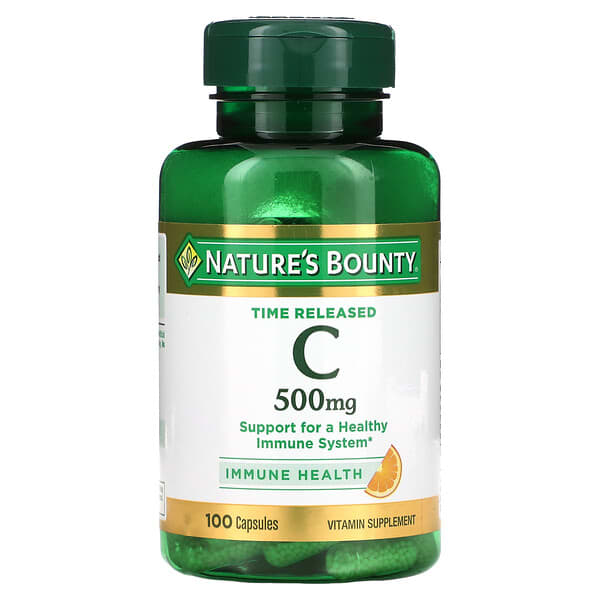 NATURE'S BOUNTY®
TIME RELEASED
C
500mg
Support for a Healthy
Immune System*
IMMUNE HEALTH
100 Capsules
VITAMIN SUPPLEMENT